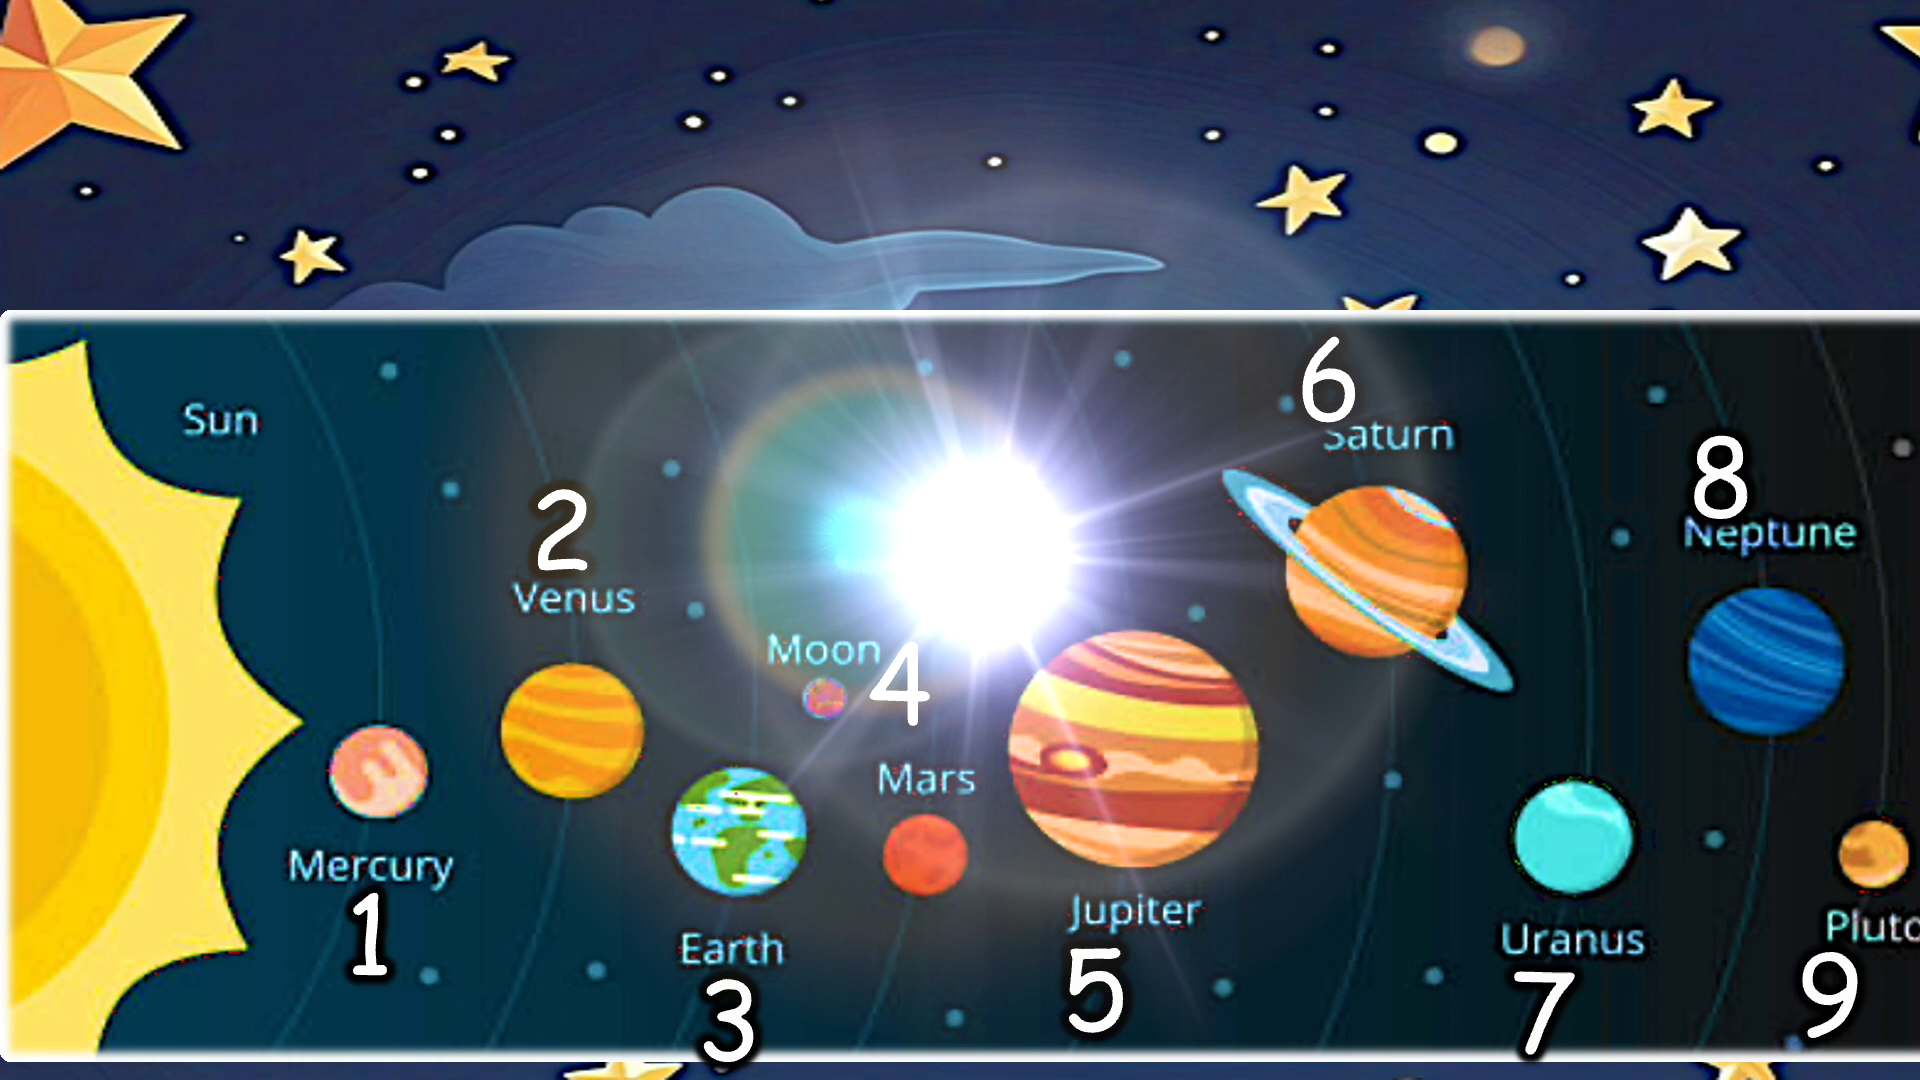 Sun
Mercury
1
2
Venus
Earth
3
Moon
4
Mars
Jupiter
5
6
Saturn
Uranus
7
8
Neptune
Pluto
9